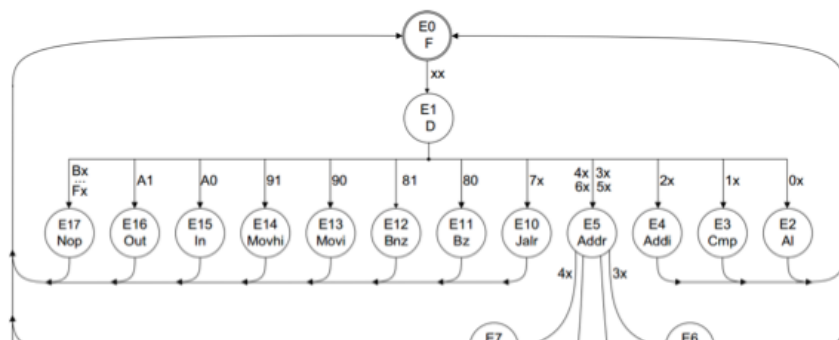 E0
F
xx
E1
D
Bx
...
Fx
A1
A0
91
90
81
80
7x
4x 3x
6x 5x
2x
1x
0x
E17
Nop
E16
Out
E15
In
E14
Movhi
E13
Movi
E12
Bnz
E11
Bz
E10
Jalr
E5
Addr
E4
Addi
E3
Cmp
E2
Al
4x
3x
E7
E6